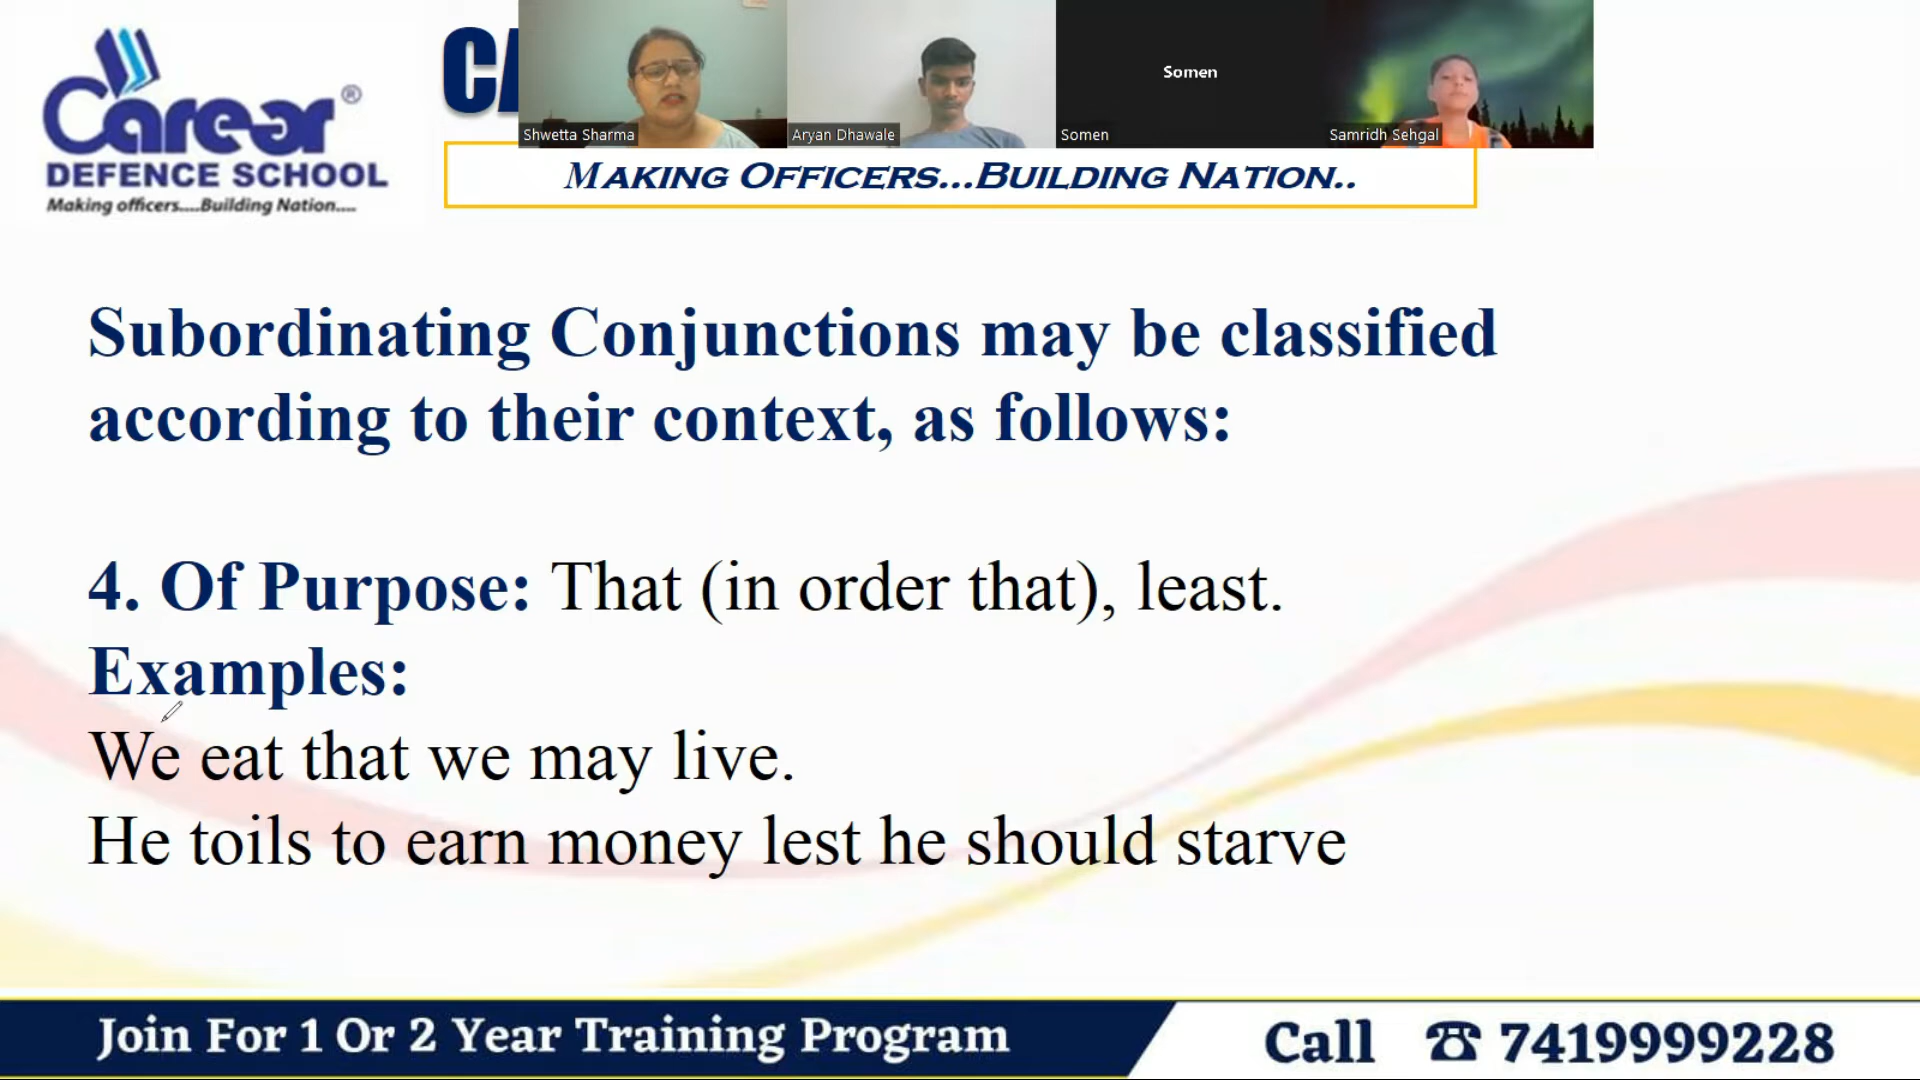 Carear ®
DEFENCE SCHOOL
Making officers....Building Nation....
CA
Shwetta Sharma
Aryan Dhawale
Somen
Somen
Samridh Sehgal
MAKING OFFICERS...BUILDING NATION..
Subordinating Conjunctions may be classified
according to their context, as follows:
4. Of Purpose: That (in order that), least.
Examples:
We eat that we may live.
He toils to earn money lest he should starve
Join For 1 Or 2 Year Training Program
Call ☎ 7419999228